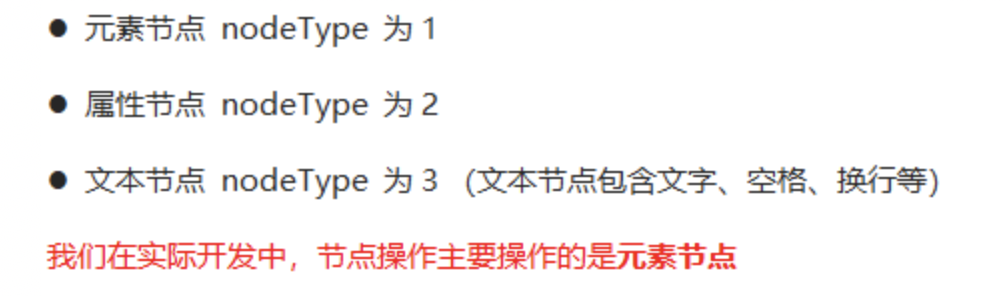 ● 元素节点 nodeType 为 1
● 属性节点 nodeType 为 2
● 文本节点 nodeType 为 3 (文本节点包含文字、空格、换行等)
我们在实际开发中，节点操作主要操作的是元素节点